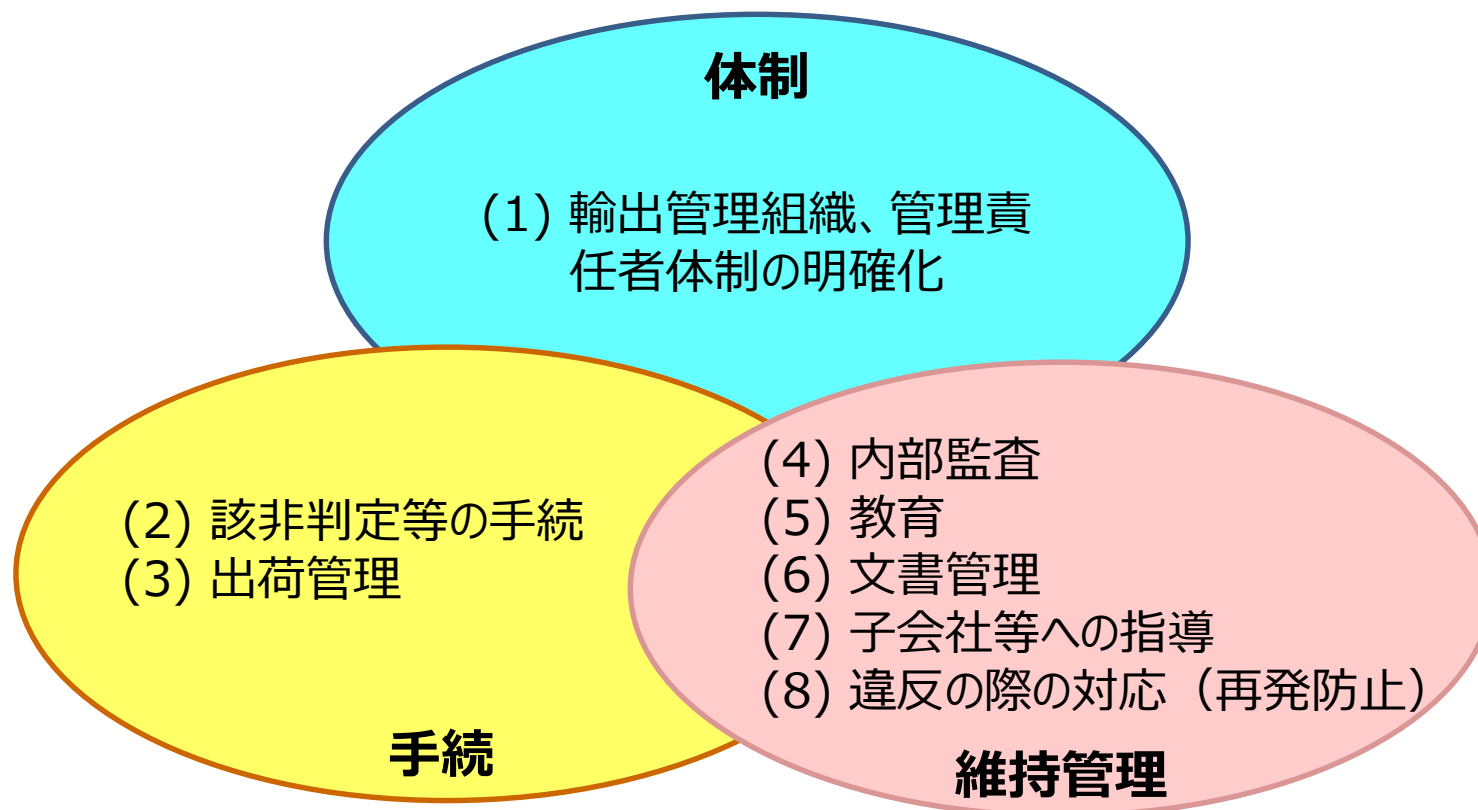 体制
(1) 輸出管理組織、管理責
任者体制の明確化
(2) 該非判定等の手続
(3) 出荷管理
手続
(4) 内部監査
(5) 教育
(6) 文書管理
(7) 子会社等への指導
(8) 違反の際の対応（再発防止）
維持管理